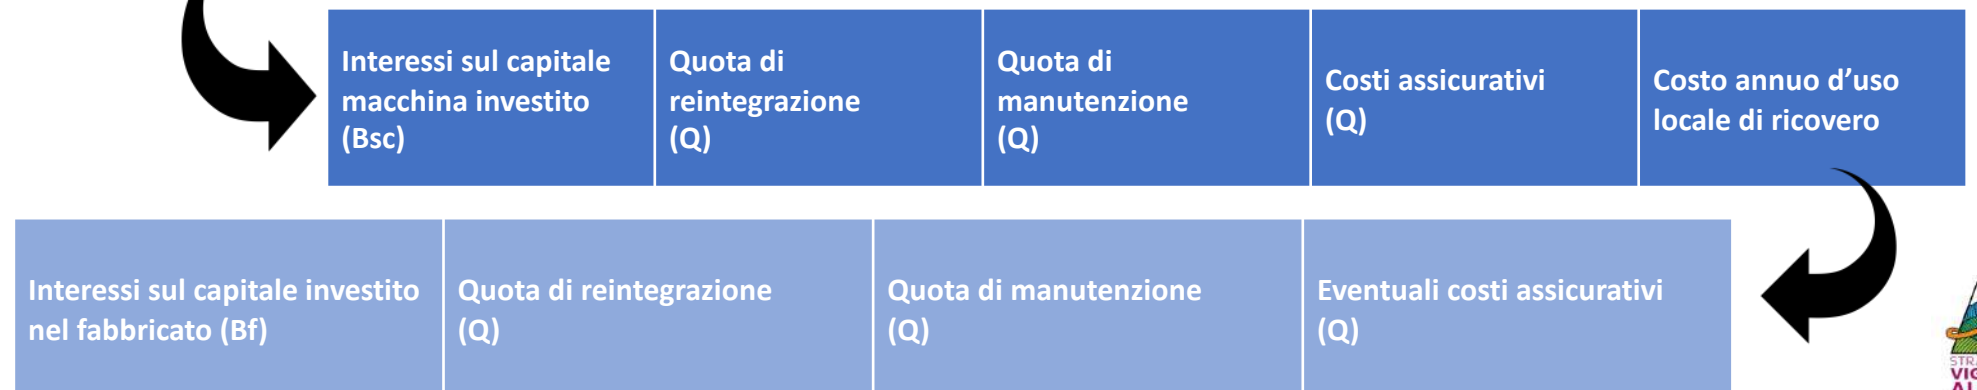 Interessi sul capitale
macchina investito
(Bsc)
Quota di
reintegrazione
(Q)
Quota di
manutenzione
(Q)
Costi assicurativi
(Q)
Costo annuo d’uso
locale di ricovero
Interessi sul capitale investito
nel fabbricato (Bf)
Quota di reintegrazione
(Q)
Quota di manutenzione
(Q)
Eventuali costi assicurativi
(Q)